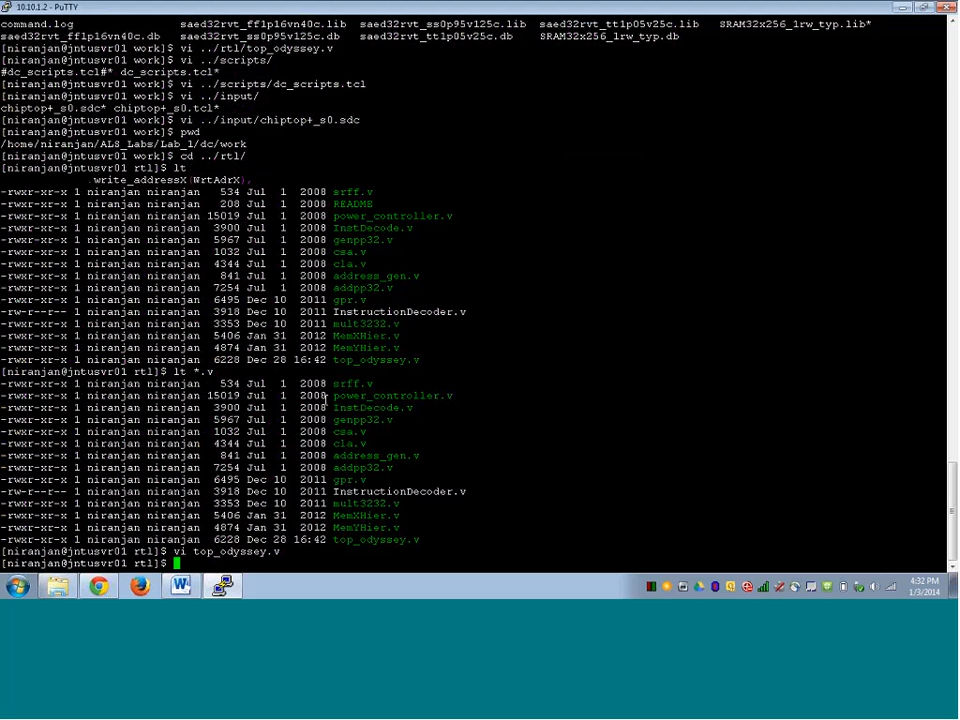 10.10.1.2 - PuTTY
command.log saed32rvt_ff1p16vn40c.lib saed32rvt_ss0p95v125c.lib saed32rvt_tt1p05v25c.lib SRAM32x256_1rw_typ.lib*
saed32rvt_ff1p16vn40c.db saed32rvt_ss0p95v125c.db saed32rvt_tt1p05v25c.db SRAM32x256_1rw_typ.db
[niranjan@jntusvr01 work]$ vi ../rtl/top_odyssey.v
[niranjan@jntusvr01 work]$ vi ../scripts/
#dc_scripts.tcl#* dc_scripts.tcl*
[niranjan@jntusvr01 work]$ vi ../scripts/dc_scripts.tcl
[niranjan@jntusvr01 work]$ vi ../input/
chiptop+_s0.sdc* chiptop+_s0.tcl*
[niranjan@jntusvr01 work]$ vi ../input/chiptop+_s0.sdc
[niranjan@jntusvr01 work]$ pwd
/home/niranjan/ALS_Labs/Lab_1/dc/work
[niranjan@jntusvr01 work]$ cd ../rtl/
[niranjan@jntusvr01 rtl]$ lt
.write_addressX(WrtAdrX),
-rwxr-xr-x 1 niranjan niranjan 534 Jul 1 2008 srff.v
-rwxr-xr-x 1 niranjan niranjan 208 Jul 1 2008 README
-rwxr-xr-x 1 niranjan niranjan 15019 Jul 1 2008 power_controller.v
-rwxr-xr-x 1 niranjan niranjan 3900 Jul 1 2008 InstDecode.v
-rwxr-xr-x 1 niranjan niranjan 5967 Jul 1 2008 genpp32.v
-rwxr-xr-x 1 niranjan niranjan 1032 Jul 1 2008 csa.v
-rwxr-xr-x 1 niranjan niranjan 4344 Jul 1 2008 cla.v
-rwxr-xr-x 1 niranjan niranjan 841 Jul 1 2008 address_gen.v
-rwxr-xr-x 1 niranjan niranjan 7254 Jul 1 2008 addpp32.v
-rwxr-xr-x 1 niranjan niranjan 6495 Dec 10 2011 gpr.v
-rw-r--r-- 1 niranjan niranjan 3918 Dec 10 2011 InstructionDecoder.v
-rwxr-xr-x 1 niranjan niranjan 3353 Dec 10 2011 mult3232.v
-rwxr-xr-x 1 niranjan niranjan 5406 Jan 31 2012 MemXHier.v
-rwxr-xr-x 1 niranjan niranjan 4874 Jan 31 2012 MemYHier.v
-rwxr-xr-x 1 niranjan niranjan 6228 Dec 28 16:42 top_odyssey.v
[niranjan@jntusvr01 rtl]$ lt *.v
-rwxr-xr-x 1 niranjan niranjan 534 Jul 1 2008 srff.v
-rwxr-xr-x 1 niranjan niranjan 15019 Jul 1 2008 power_controller.v
-rwxr-xr-x 1 niranjan niranjan 3900 Jul 1 2008 InstDecode.v
-rwxr-xr-x 1 niranjan niranjan 5967 Jul 1 2008 genpp32.v
-rwxr-xr-x 1 niranjan niranjan 1032 Jul 1 2008 csa.v
-rwxr-xr-x 1 niranjan niranjan 4344 Jul 1 2008 cla.v
-rwxr-xr-x 1 niranjan niranjan 841 Jul 1 2008 address_gen.v
-rwxr-xr-x 1 niranjan niranjan 7254 Jul 1 2008 addpp32.v
-rwxr-xr-x 1 niranjan niranjan 6495 Dec 10 2011 gpr.v
-rw-r--r-- 1 niranjan niranjan 3918 Dec 10 2011 InstructionDecoder.v
-rwxr-xr-x 1 niranjan niranjan 3353 Dec 10 2011 mult3232.v
-rwxr-xr-x 1 niranjan niranjan 5406 Jan 31 2012 MemXHier.v
-rwxr-xr-x 1 niranjan niranjan 4874 Jan 31 2012 MemYHier.v
-rwxr-xr-x 1 niranjan niranjan 6228 Dec 28 16:42 top_odyssey.v
[niranjan@jntusvr01 rtl]$ vi top_odyssey.v
[niranjan@jntusvr01 rtl]$
4:32 PM
1/3/2014